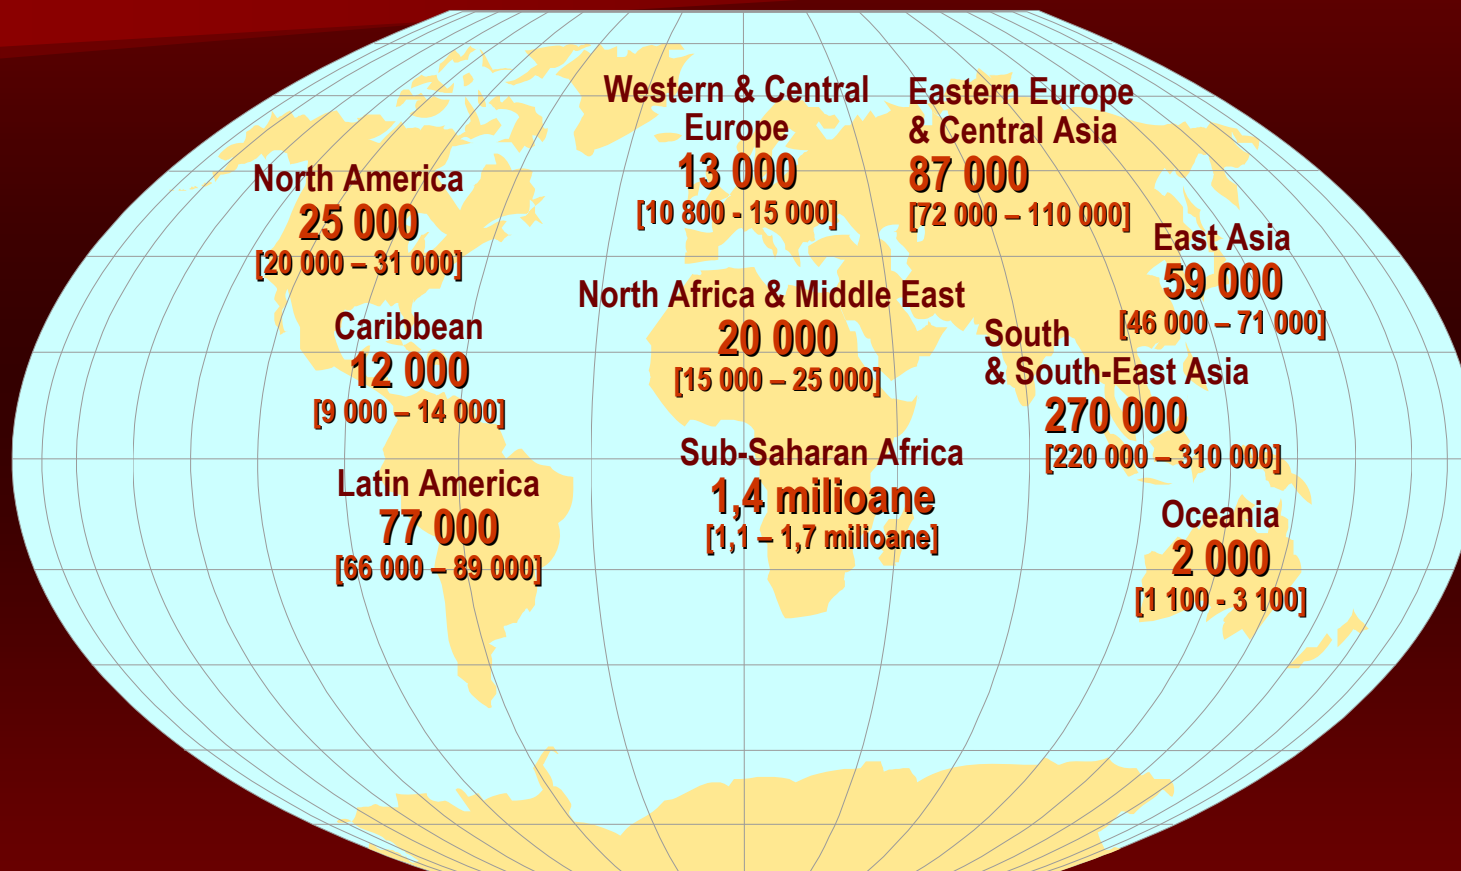 Western & Central
Europe
13 000
[10 800 - 15 000]
Eastern Europe
& Central Asia
87 000
[72 000 – 110 000]
North America
25 000
[20 000 – 31 000]
East Asia
59 000
[46 000 – 71 000]
North Africa & Middle East
20 000
[15 000 – 25 000]
Caribbean
12 000
[9 000 – 14 000]
South
& South-East Asia
270 000
[220 000 – 310 000]
Sub-Saharan Africa
1,4 milioane
[1,1 – 1,7 milioane]
Latin America
77 000
[66 000 – 89 000]
Oceania
2 000
[1 100 - 3 100]